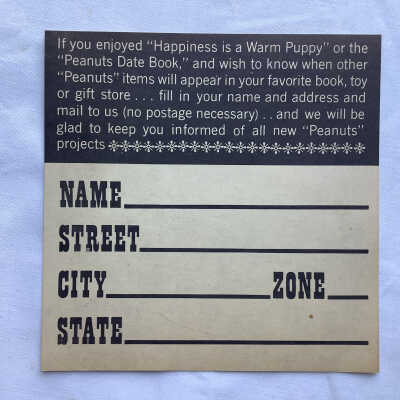 If you enjoyed "Happiness is a Warm Puppy" or the
"Peanuts Date Book," and wish to know when other
"Peanuts" items will appear in your favorite book, toy
or gift store . . . fill in your name and address and
mail to us (no postage necessary) . . and we will be
glad to keep you informed of all new "Peanuts"
projects
NAME
STREET
CITY ZONE
STATE